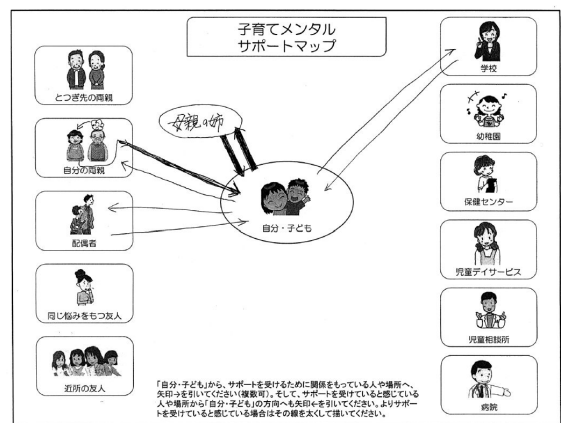 子育てメンタル
サポートマップ
とつぎ先の両親
自分の両親
配偶者
同じ悩みをもつ友人
近所の友人
母親の姉
自分・子ども
学校
幼稚園
保健センター
児童デイサービス
児童相談所
病院
「自分・子ども」から、サポートを受けるために関係をもっている人や場所へ、
矢印→を引いてください（複数可）。そして、サポートを受けていると感じている
人や場所から「自分・子ども」の方向へも矢印←を引いてください。よりサポー
トを受けていると感じている場合はその線を太くして描いてください。